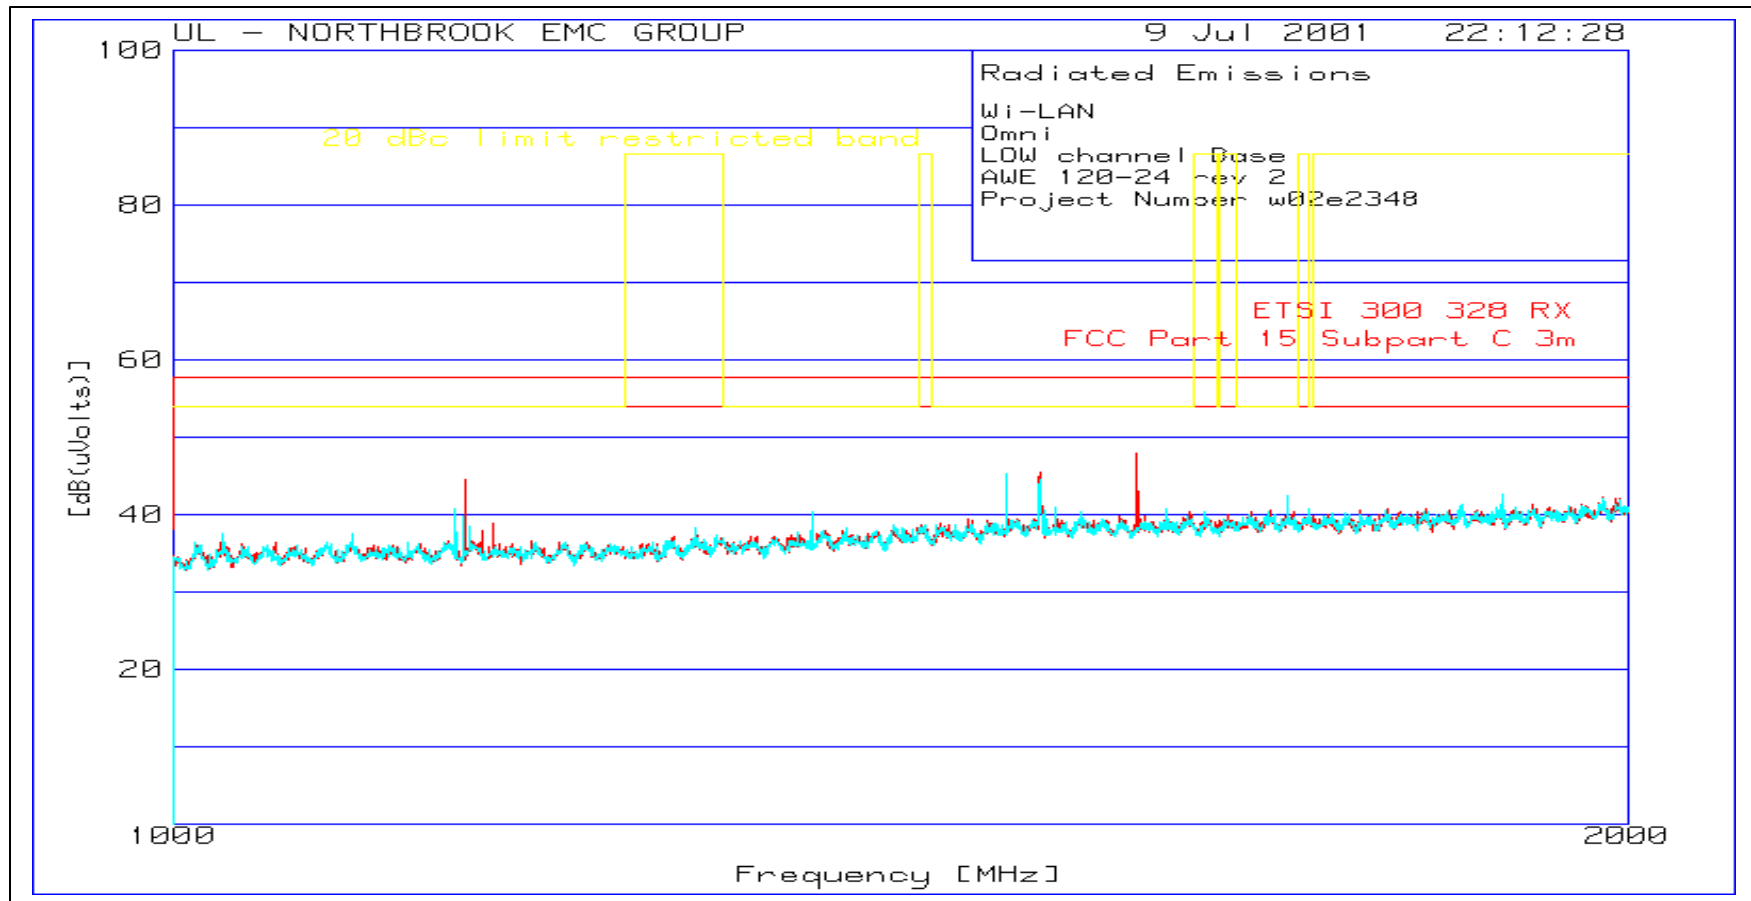 UL - NORTHBROOK EMC GROUP 9 Jul 2001 22:12:28
100
Radiated Emissions
Wi-LAN
Omni
20 dBc limit restricted band
LOW channel Base
AWE 120-24 rev 2
80
Project Number w02e2348
ETSI 300 328 RX
FCC Part 15 Subpart C 3m
60
[dB(uVolts)]
40
20
1000
2000
Frequency [MHz]